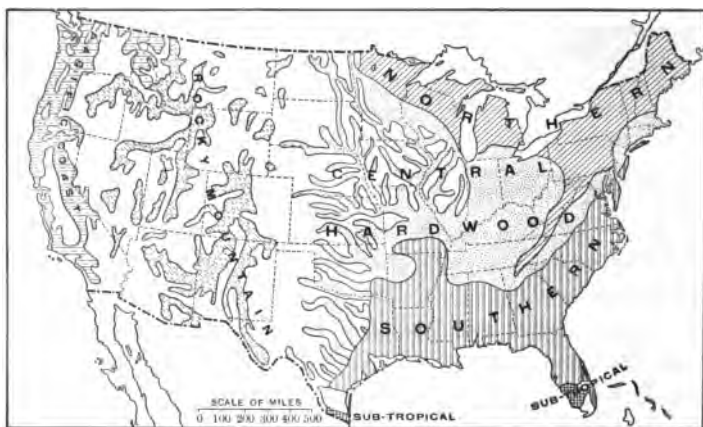 PACIFIC COAST
ROCKY MOUNTAIN
NORTHERN
CENTRAL
HARDWOOD
SOUTHERN
SUB-TROPICAL
SCALE OF MILES
0 100 200 300 400 500
SUB-TROPICAL